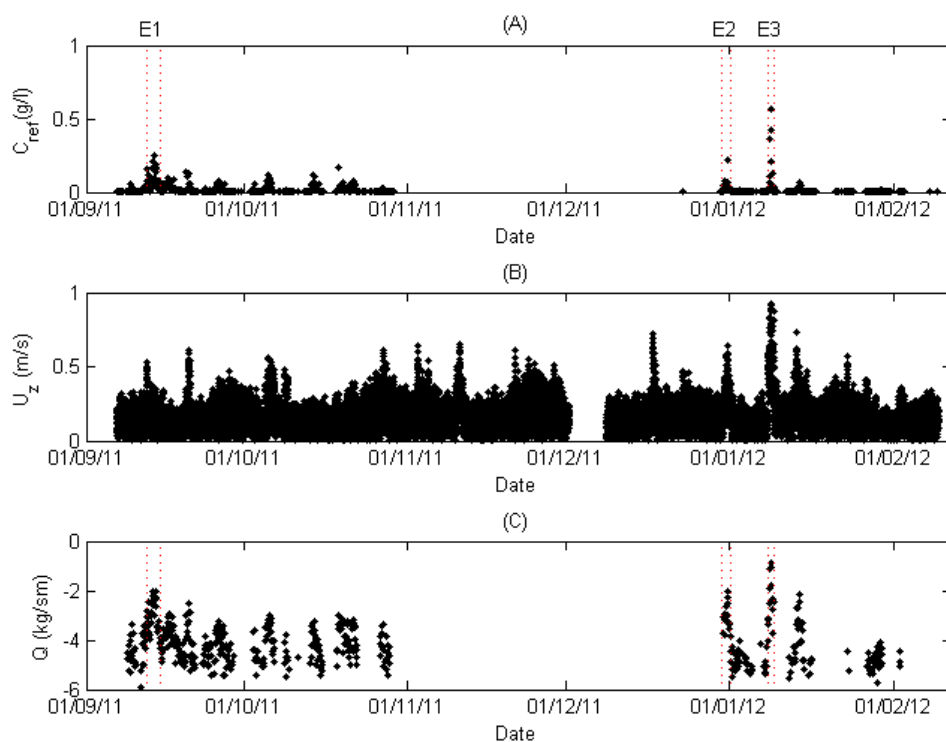 E1 (A) E2 E3
1
0.5
0
C_ref(g/l)
01/09/11 01/10/11 01/11/11 01/12/11 01/01/12 01/02/12
Date
(B)
1
0.5
0
U_z (m/s)
01/09/11 01/10/11 01/11/11 01/12/11 01/01/12 01/02/12
Date
(C)
0
-2
-4
-6
Q (kg/sm)
01/09/11 01/10/11 01/11/11 01/12/11 01/01/12 01/02/12
Date